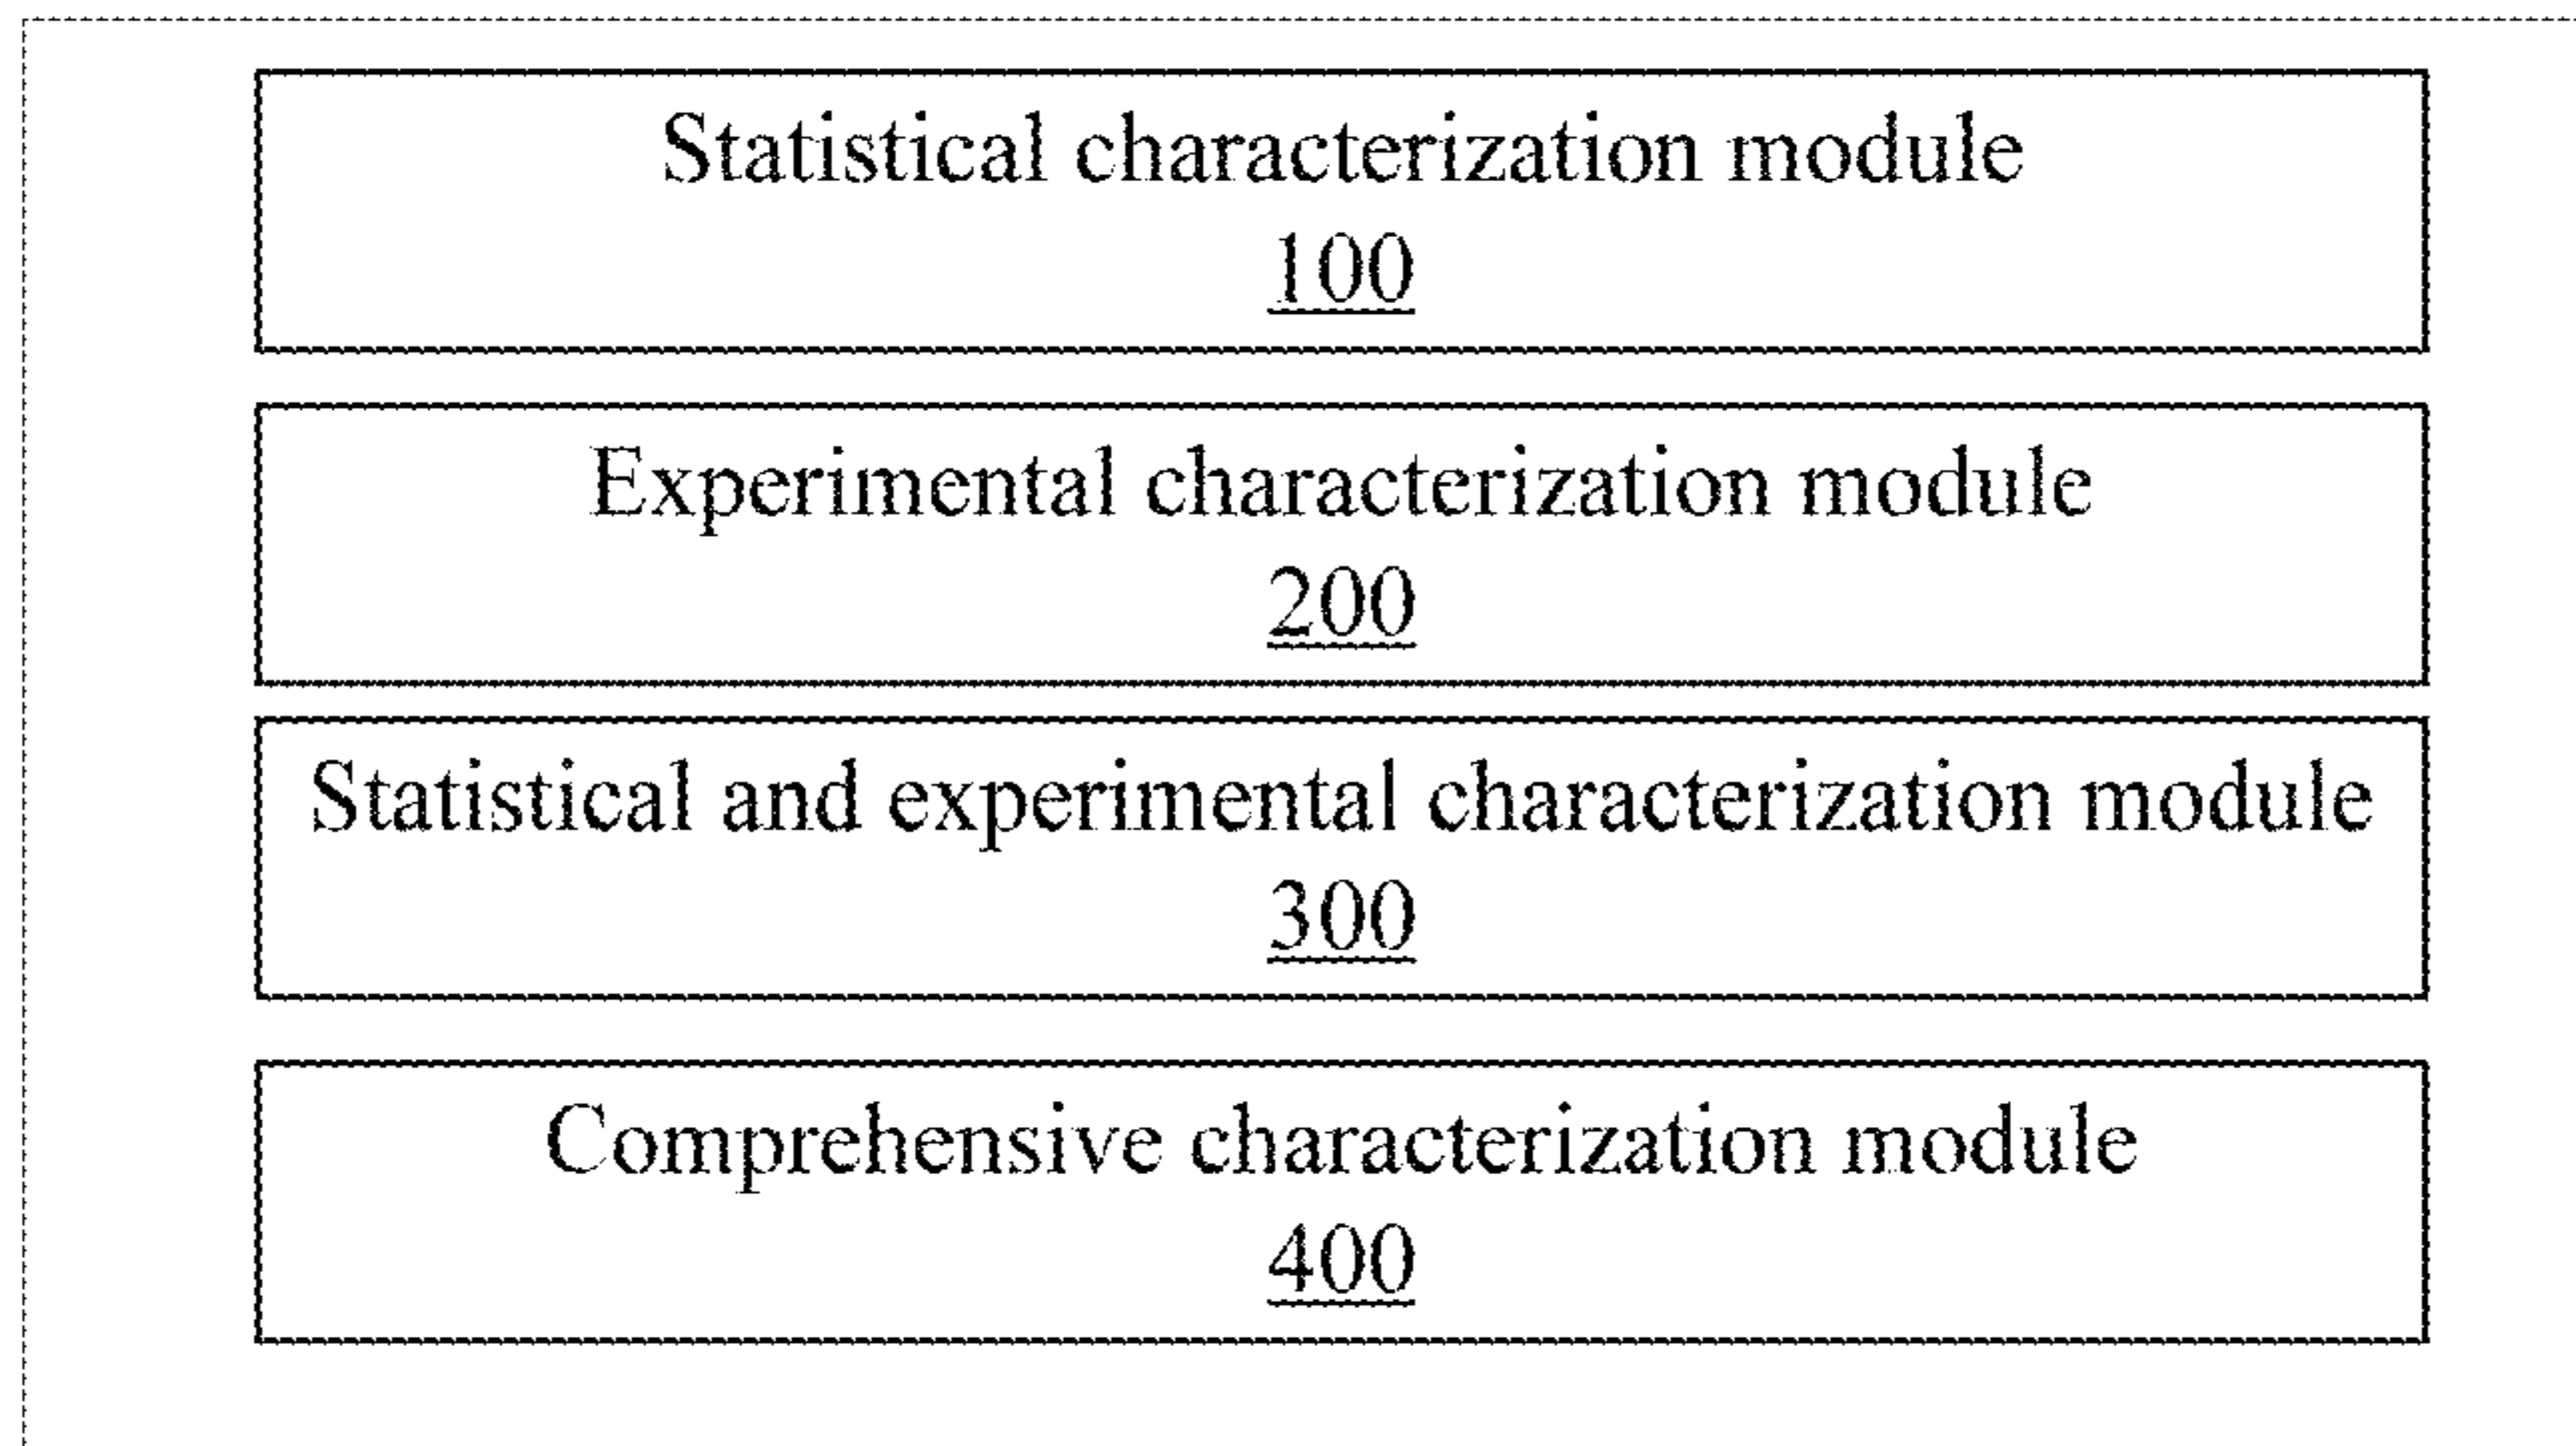 Statistical characterization module
100
Experimental characterization module
200
Statistical and experimental characterization module
300
Comprehensive characterization module
400